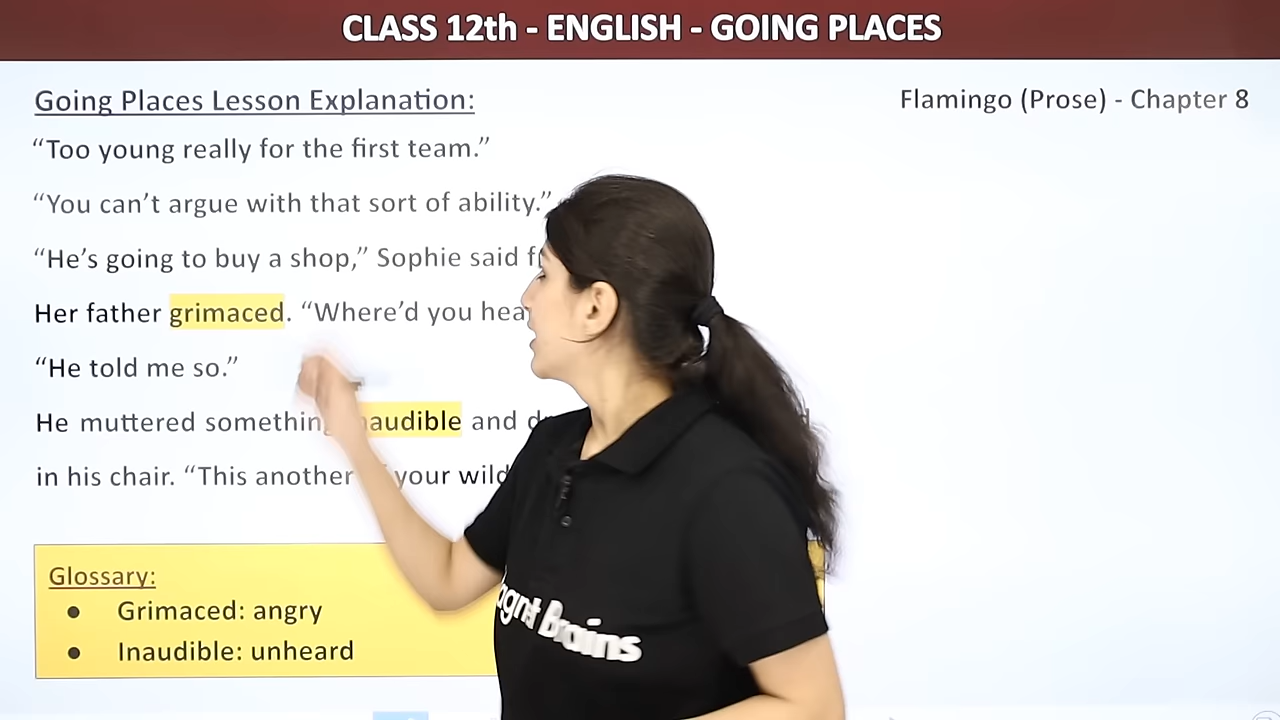 CLASS 12th - ENGLISH - GOING PLACES
Going Places Lesson Explanation:
Flamingo (Prose) - Chapter 8
“Too young really for the first team.”
“You can’t argue with that sort of ability.”
“He’s going to buy a shop,” Sophie said
Her father grimaced. “Where’d you
“He told me so.”
He muttered something and
in his chair. “This another your
Glossary:
● Grimaced: angry
● Inaudible: unheard
Brains